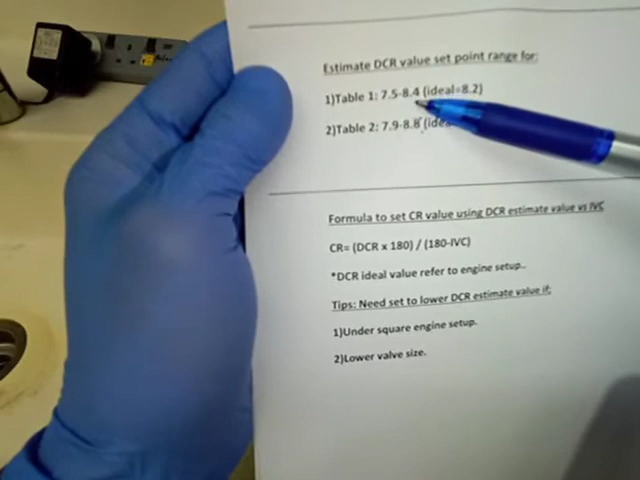 Estimate DCR value set point range for:
1)Table 1: 7.5-8.4 (ideal=8.2)
2)Table 2: 7.9-8.8 (idea
Formula to set CR value using DCR estimate value vs IVC
CR= (DCR x 180) / (180-IVC)
*DCR ideal value refer to engine setup..
Tips: Need set to lower DCR estimate value if;
1)Under square engine setup.
2)Lower valve size.